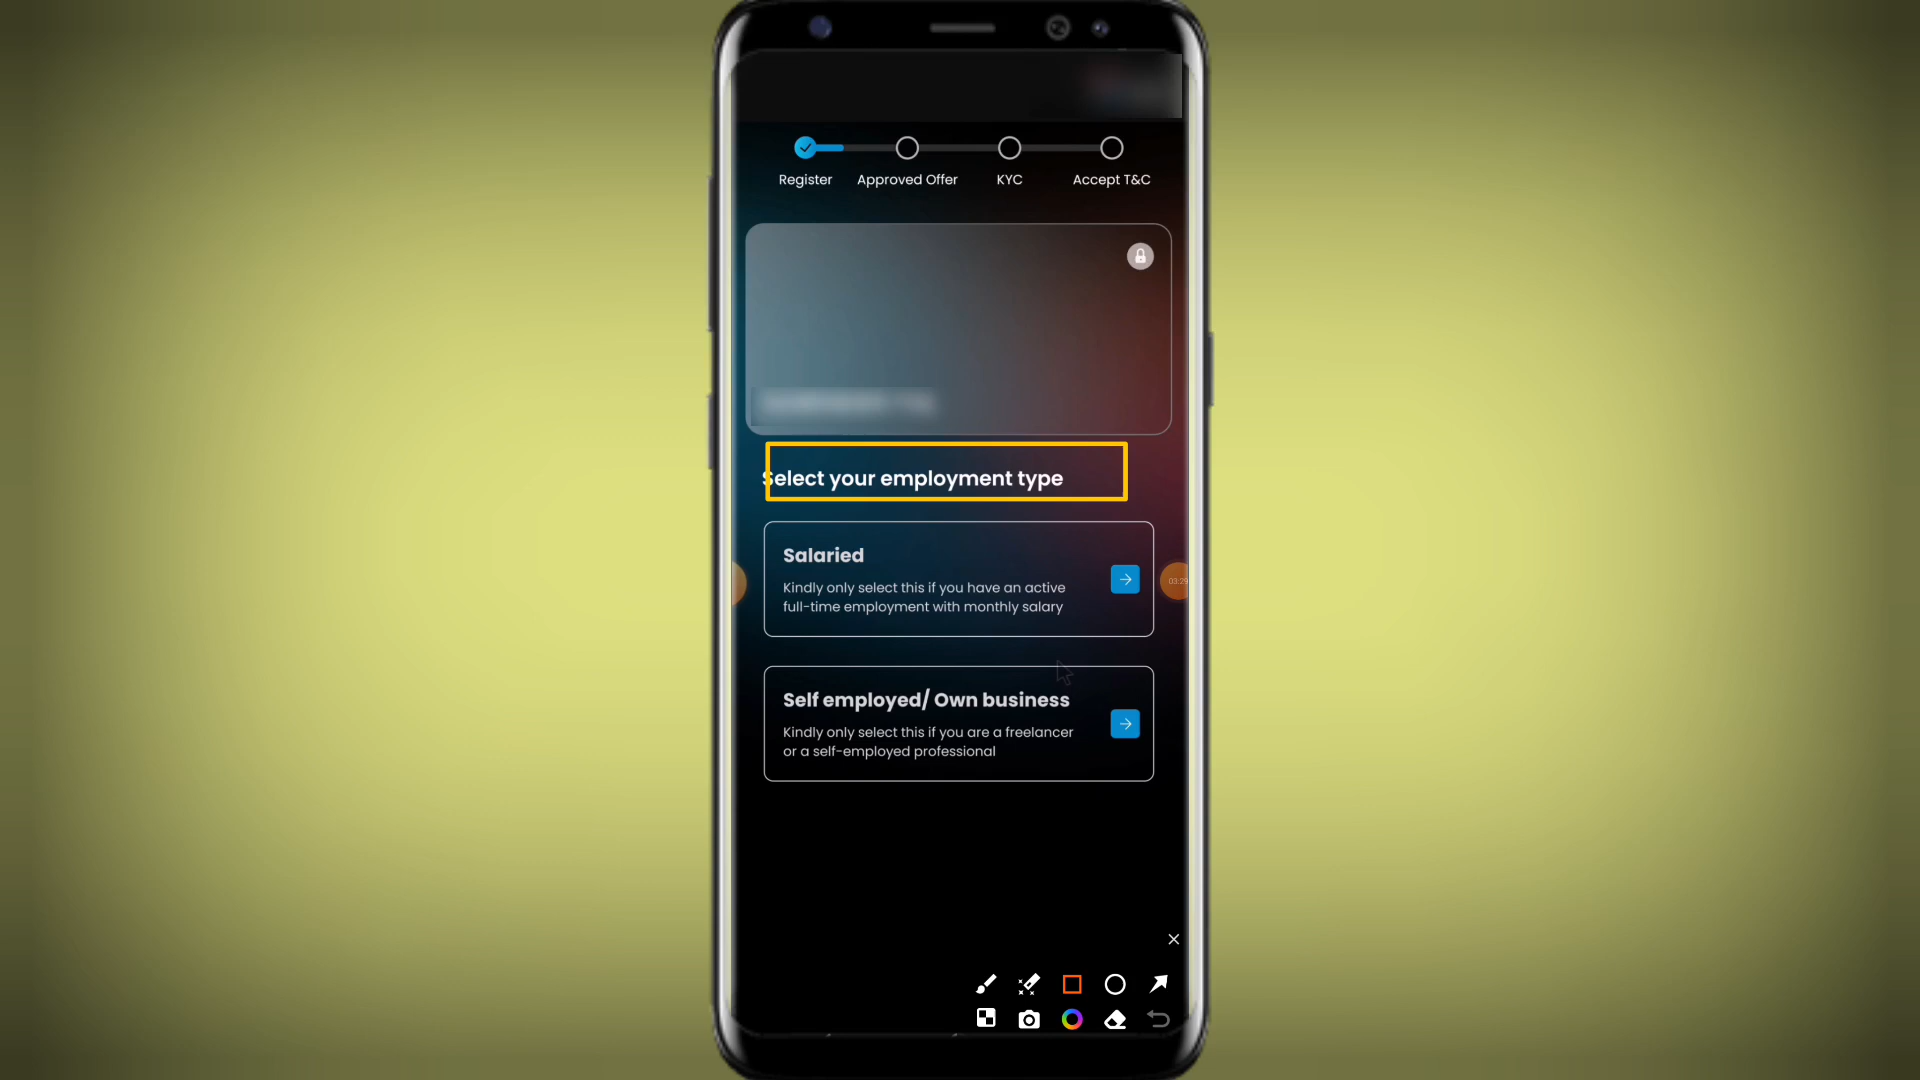 Register
Approved Offer
KYC
Accept T&C
Select your employment type
Salaried
Kindly only select this if you have an active
full-time employment with monthly salary
03:29
Self employed/ Own business
Kindly only select this if you are a freelancer
or a self-employed professional